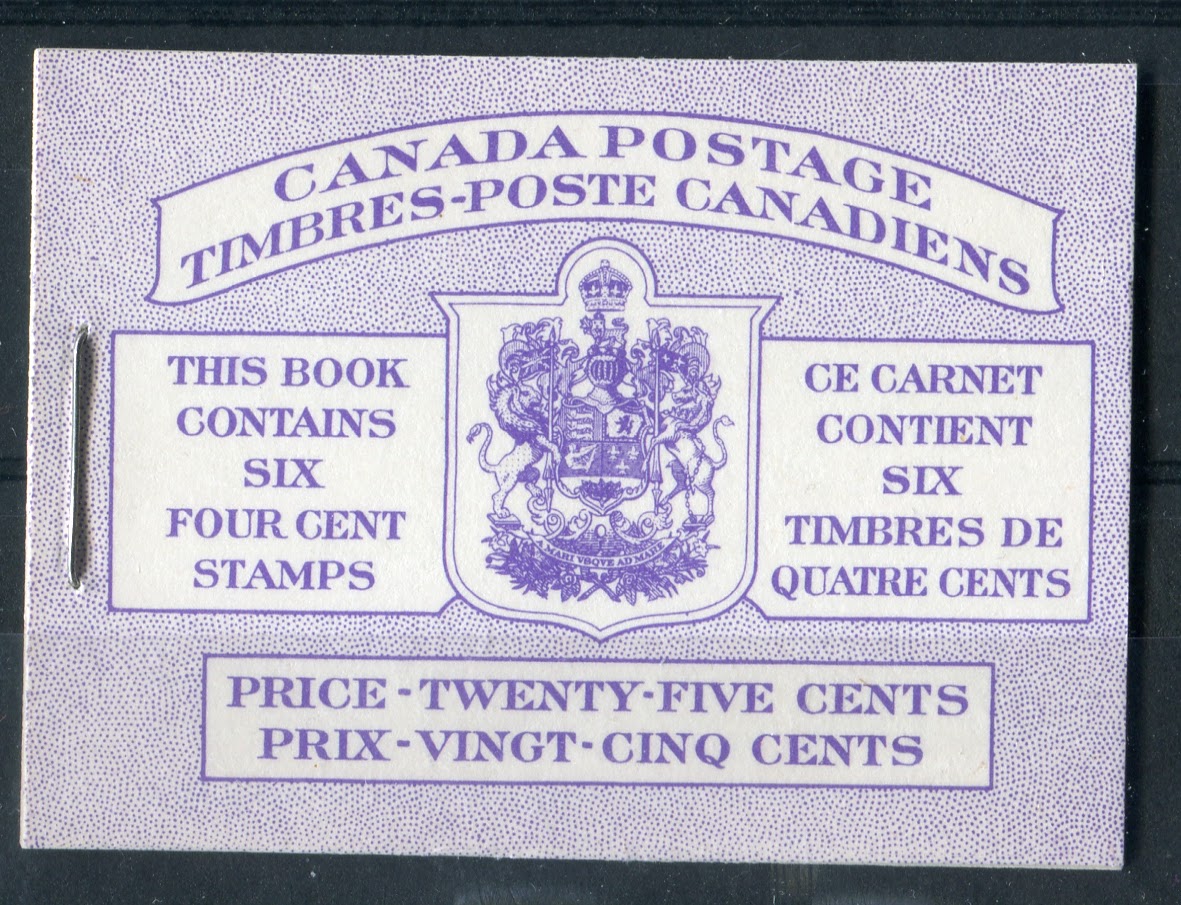 CANADA POSTAGE
TIMBRES-POSTE CANADIENS
THIS BOOK
CONTAINS
SIX
FOUR CENT
STAMPS
CE CARNET
CONTIENT
SIX
TIMBRES DE
QUATRE CENTS
A MARI VSQVE AD MARE
PRICE - TWENTY-FIVE CENTS
PRIX - VINGT - CINQ CENTS